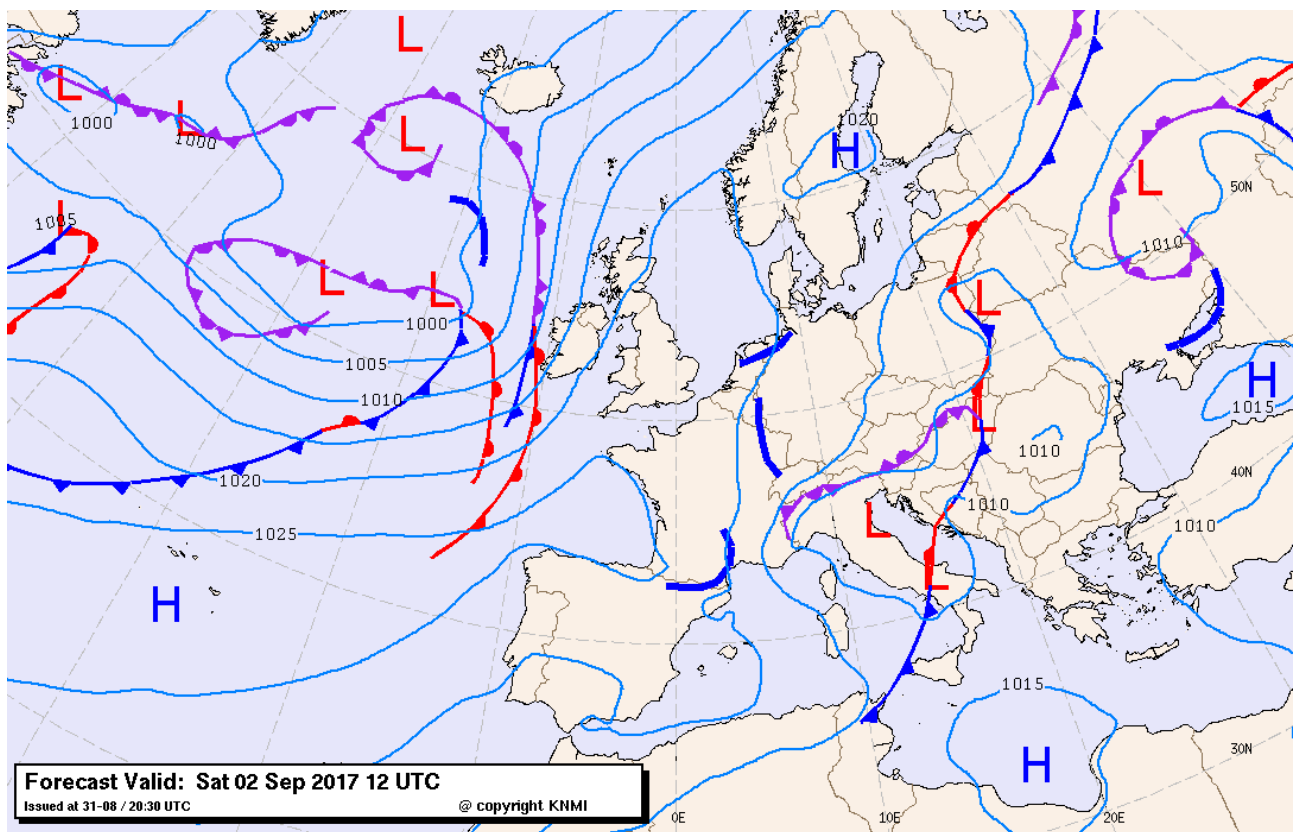 L
L
L
L
L
L
L
L
L
L
L
L
L
H
H
H
H
1000
1000
1005
1020
50N
1010
1000
1005
1010
1015
1020
1010
40N
1010
1025
1010
1015
30N
Forecast Valid: Sat 02 Sep 2017 12 UTC
Issued at 31-08 / 20:30 UTC @ copyright KNMI
0E
10E
20E